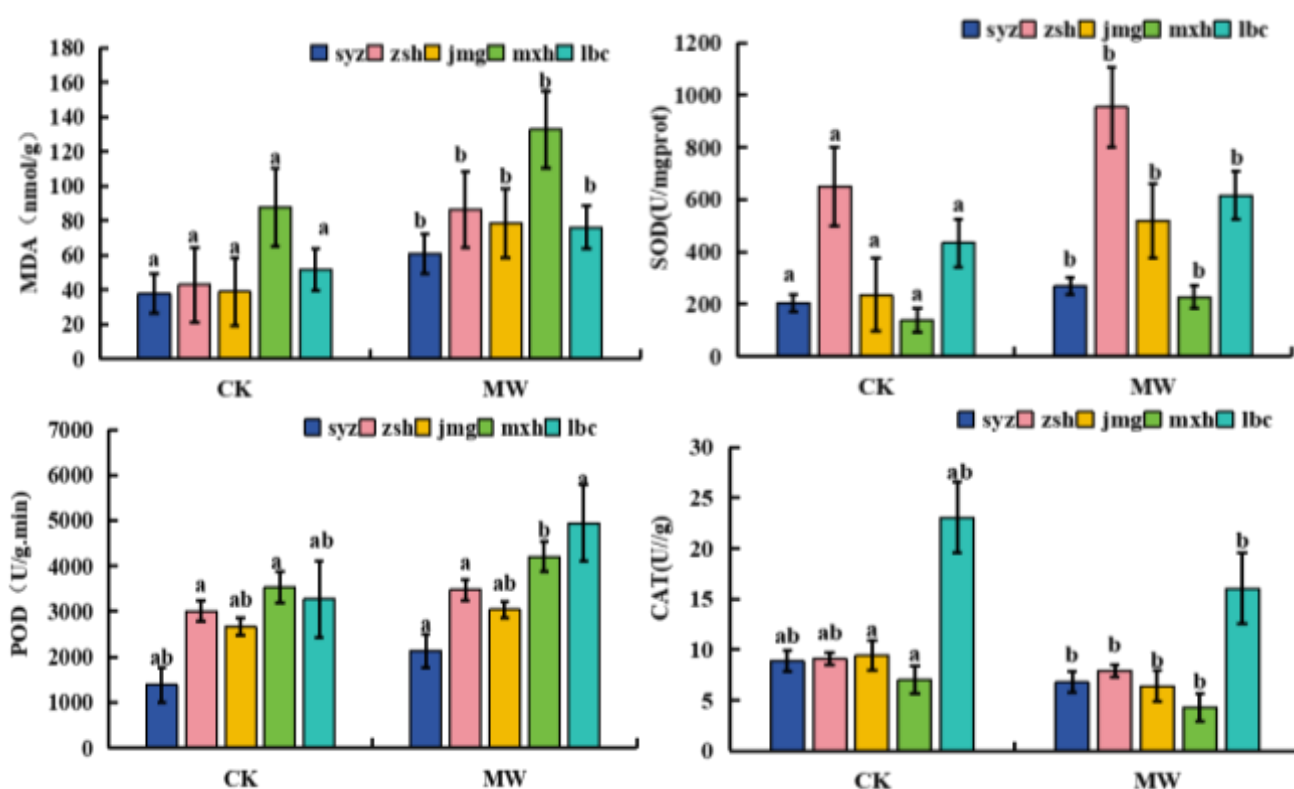 syz zsh jmg mxh lbc
MDA（nmol/g）
180
160
140
120
100
80
60
40
20
0
a a a a a
b b b b b
CK MW
syz zsh jmg mxh lbc
SOD(U/mgprot)
1200
1000
800
600
400
200
0
a a a a a
b b b b b
CK MW
syz zsh jmg mxh lbc
POD（U/g.min)
7000
6000
5000
4000
3000
2000
1000
0
ab a ab a ab
a a ab b a
CK MW
syz zsh jmg mxh lbc
CAT(U//g)
30
25
20
15
10
5
0
ab ab a a ab
b b b b b
CK MW